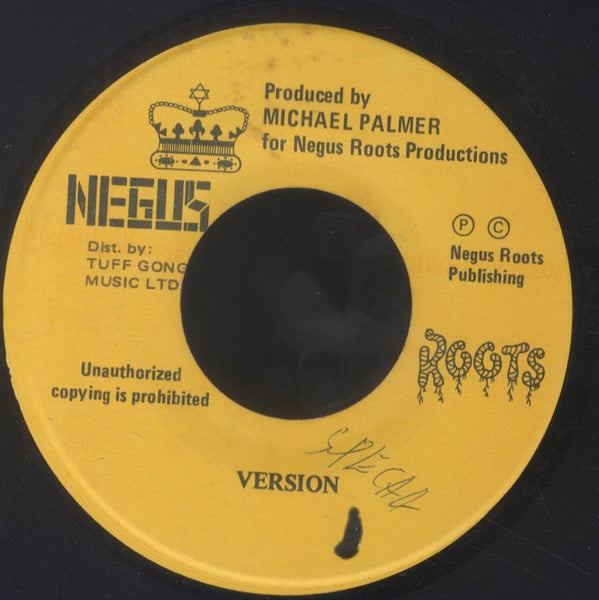 Produced by
MICHAEL PALMER
for Negus Roots Productions
NEGUS
Dist. by:
TUFF GONG
MUSIC LTD
Ⓟ Ⓒ
Negus Roots
Publishing
ROOTS
Unauthorized
copying is prohibited
SPECIAL
VERSION